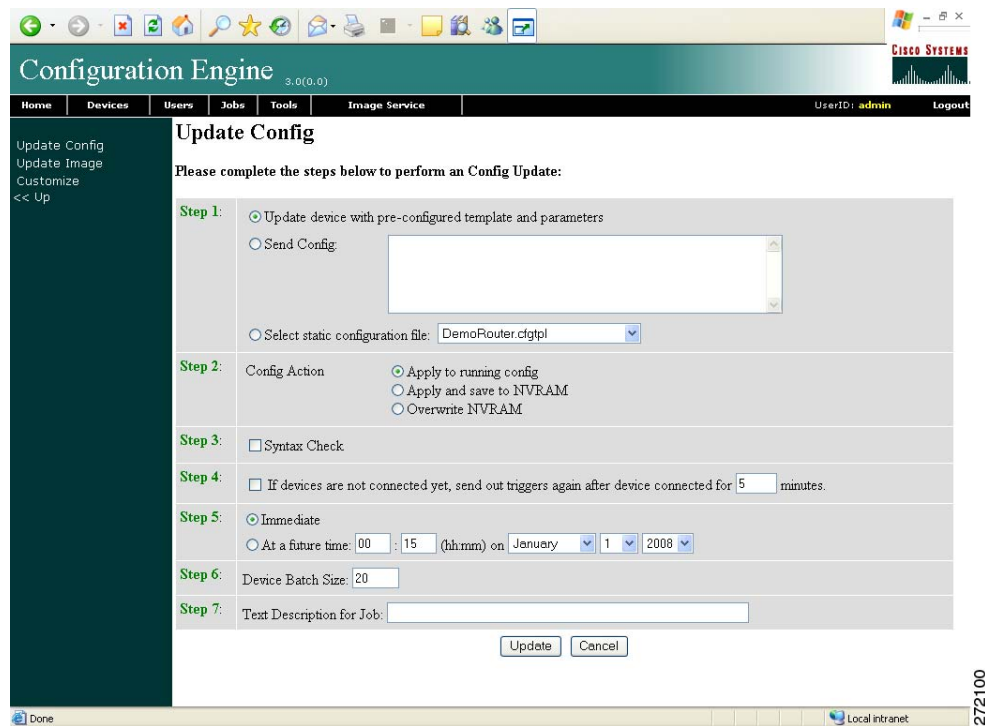 CISCO SYSTEMS
Configuration Engine 3.0(0.0)
Home Devices Users Jobs Tools Image Service UserID: admin Logout
Update Config
Update Image
Customize
<< Up
Update Config
Please complete the steps below to perform an Config Update:
Step 1: Update device with pre-configured template and parameters
Send Config:
Select static configuration file: DemoRouter.cfgtpl
Step 2: Config Action Apply to running config
Apply and save to NVRAM
Overwrite NVRAM
Step 3: Syntax Check
Step 4: If devices are not connected yet, send out triggers again after device connected for 5 minutes.
Step 5: Immediate
At a future time: 00 : 15 (hh:mm) on January 1 2008
Step 6: Device Batch Size: 20
Step 7: Text Description for Job:
Update Cancel
Done Local intranet
272100